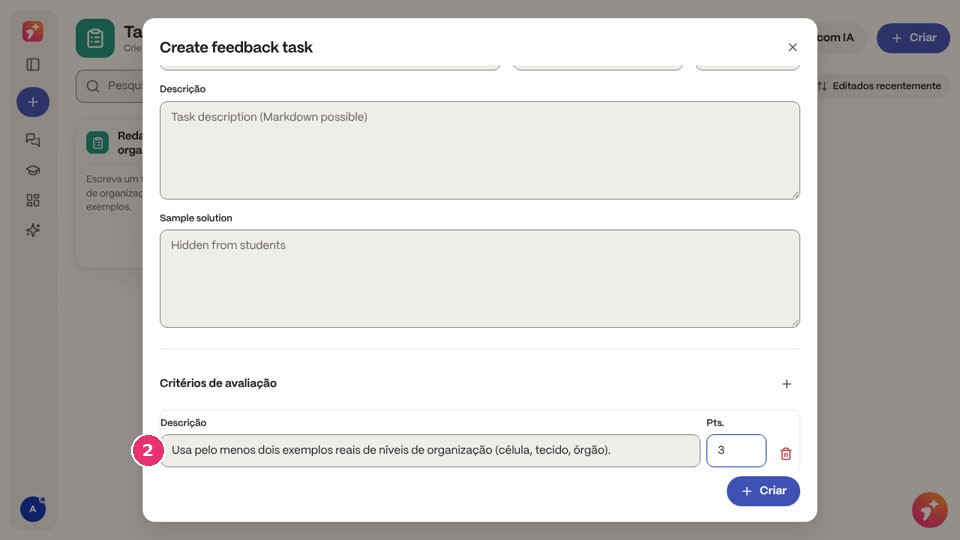 Create feedback task
com IA
Criar
Editados recentemente
Descrição
Task description (Markdown possible)
Sample solution
Hidden from students
Critérios de avaliação
Descrição
Pts.
2
Usa pelo menos dois exemplos reais de níveis de organização (célula, tecido, órgão).
3
Criar
Escreva um
exemplos.
A